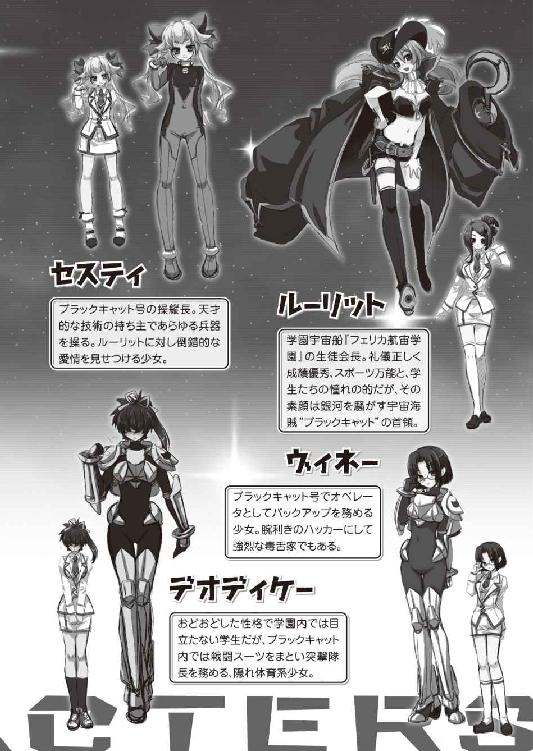 セスティ
ブラックキャット号の操縦長。天才
的な技術の持ち主であらゆる兵器
を操る。ルーリットに対し倒錯的な
愛情を見せつける少女。
ルーリット
学園宇宙船『フェリカ航宙学
園』の生徒会長。礼儀正しく
成績優秀、スポーツ万能と、学
生たちの憧れの的だが、その
素顔は銀河を騒がす宇宙海
賊“ブラックキャット”の首領。
ヴィネー
ブラックキャット号でオペレー
タとしてバックアップを務める
少女。腕利きのハッカーにして
強烈な毒舌家でもある。
デオディケー
おどおどした性格で学園内では目
立たない学生だが、ブラックキャット
内では戦闘スーツをまとい突撃隊
長を務める、隠れ体育系少女。
ACTERS